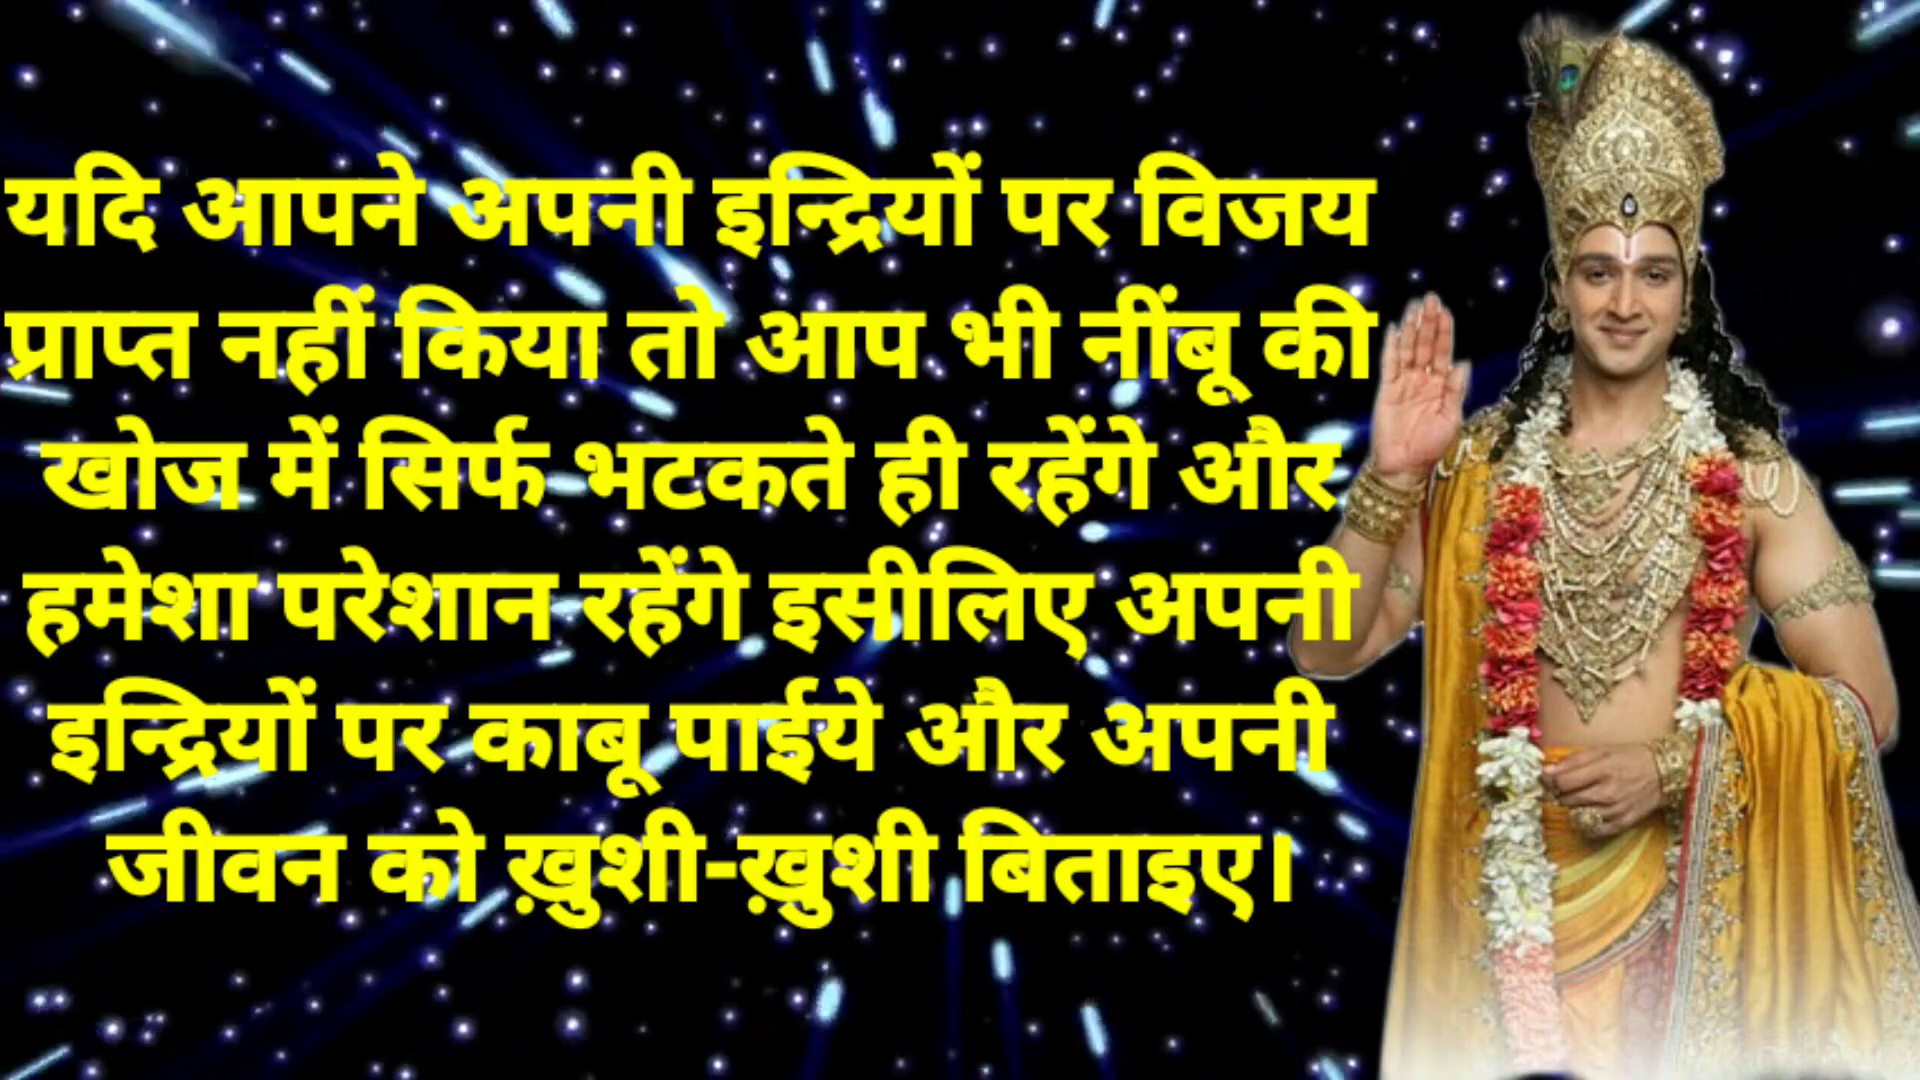 यदि आपने अपनी इन्द्रियों पर विजय
प्राप्त नहीं किया तो आप भी नींबू की
खोज में सिर्फ भटकते ही रहेंगे और
हमेशा परेशान रहेंगे इसीलिए अपनी
इन्द्रियों पर काबू पाईये और अपनी
जीवन को ख़ुशी-ख़ुशी बिताइए।